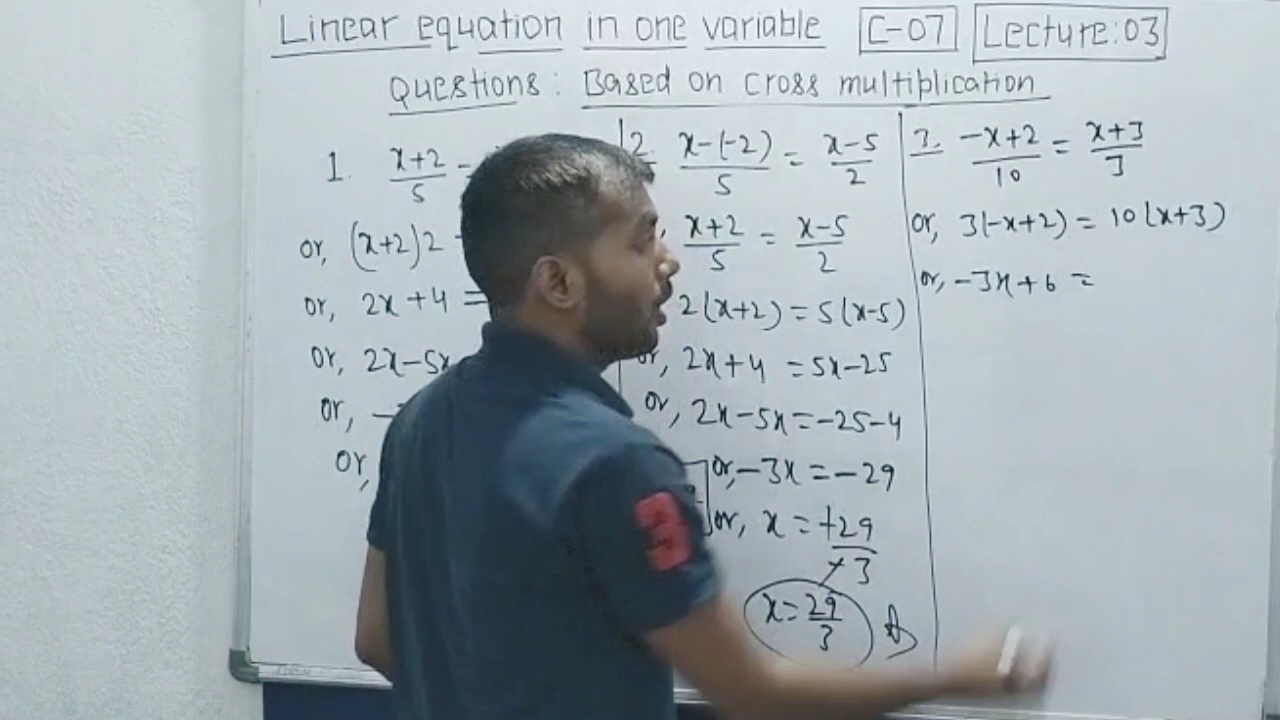 Linear equation in one variable C-07 Lecture:03
Questions: Based on cross multiplication
1. x+2/5 =
or, (x+2)2
or, 2x+4 =
or, 2x-5x
or, -
or,
2. x-(-2)/5 = x-5/2
x+2/5 = x-5/2
2(x+2) = 5(x-5)
or, 2x+4 = 5x-25
or, 2x-5x = -25-4
or, -3x = -29
or, x = +29/+3
x = 29/3
3. -x+2/10 = x+3/3
or, 3(-x+2) = 10(x+3)
or, -3x+6 =